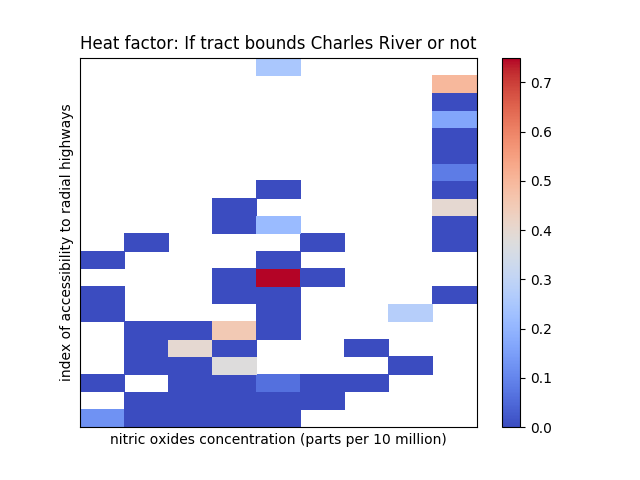 Heat factor: If tract bounds Charles River or not
index of accessibility to radial highways
nitric oxides concentration (parts per 10 million)
0.7
0.6
0.5
0.4
0.3
0.2
0.1
0.0